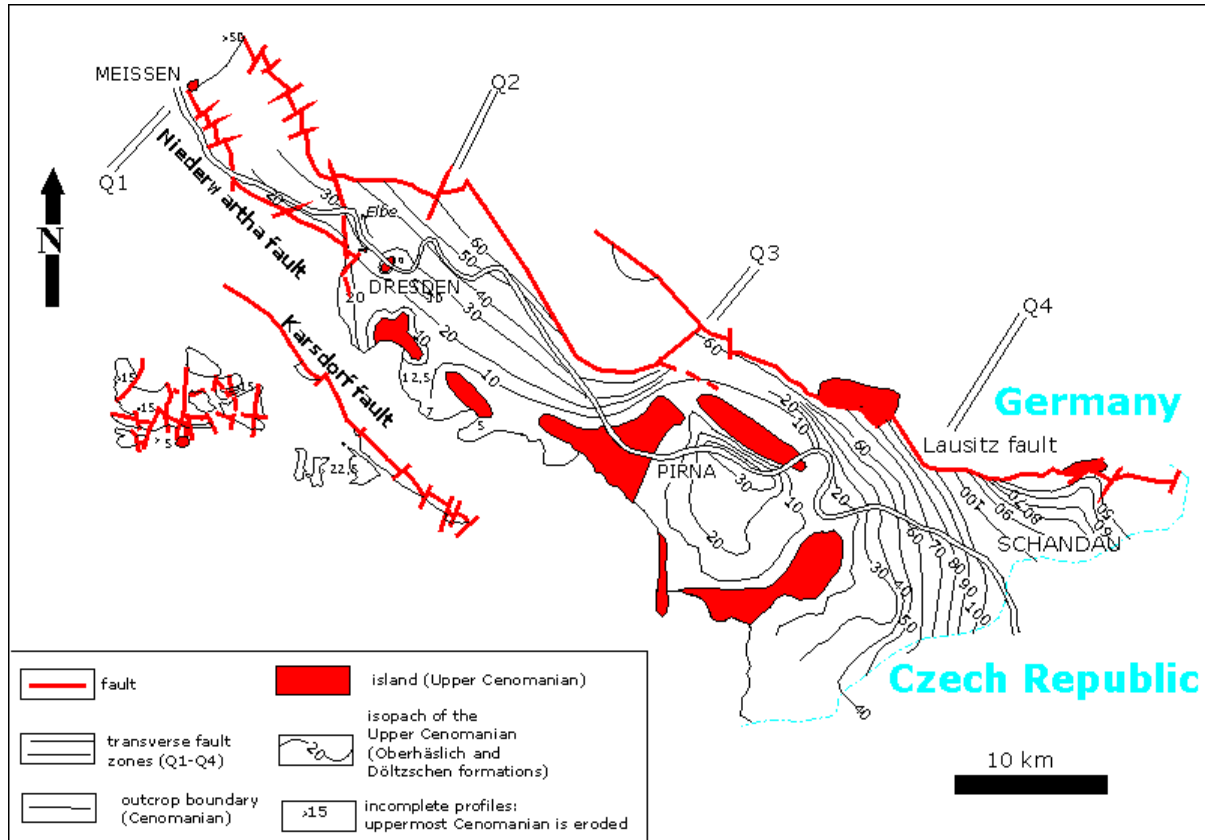 >50
MEISSEN
Q1
Q2
Q3
Q4
N
Niederwartha fault
Karsdorf fault
Elbe
DRESDEN
PIRNA
SCHANDAU
Lausitz fault
Germany
Czech Republic
20
30
60
50
40
30
20
10
20
10
12,5
5
22,5
>15
>15
>15
> 5
60
20
10
60
30
20
10
20
30
40
50
60
70
80
90
100
100
90
80
70
60
50
40
fault
transverse fault
zones (Q1-Q4)
outcrop boundary
(Cenomanian)
island (Upper Cenomanian)
20
isopach of the
Upper Cenomanian
(Oberhäslich and
Döltzschen formations)
>15
incomplete profiles:
uppermost Cenomanian is eroded
10 km